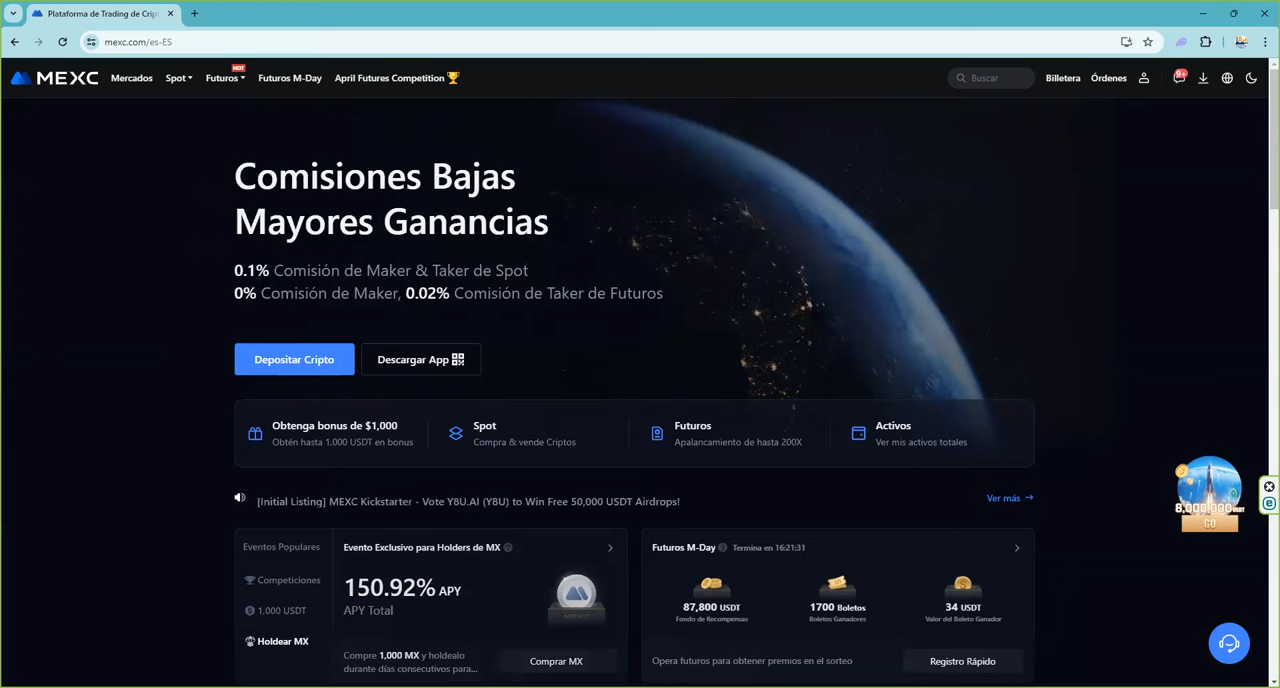 Plataforma de Trading de Crip
mexc.com/es-ES
MEXC Mercados Spot Futuros HOT Futuros M-Day April Futures Competition Buscar Billetera Órdenes 9+
Comisiones Bajas
Mayores Ganancias
0.1% Comisión de Maker & Taker de Spot
0% Comisión de Maker, 0.02% Comisión de Taker de Futuros
Depositar Cripto Descargar App
Obtenga bonus de $1,000 Spot Futuros Activos
Obtén hasta 1,000 USDT en bonus Compra & vende Criptos Apalancamiento de hasta 200X Ver mis activos totales
[Initial Listing] MEXC Kickstarter - Vote Y8U.AI (Y8U) to Win Free 50,000 USDT Airdrops! Ver más →
8,000,000 USDT
GO
Eventos Populares
Competiciones
1,000 USDT
Holdear MX
Evento Exclusivo para Holders de MX
150.92% APY
APY Total
MEXC
Compre 1,000 MX y holdealo
durante días consecutivos para...
Comprar MX
Futuros M-Day Termina en 16:21:31
87,800 USDT 1700 Boletos 34 USDT
Fondo de Recompensas Boletos Ganadores Valor del Boleto Ganador
Opera futuros para obtener premios en el sorteo Registro Rápido